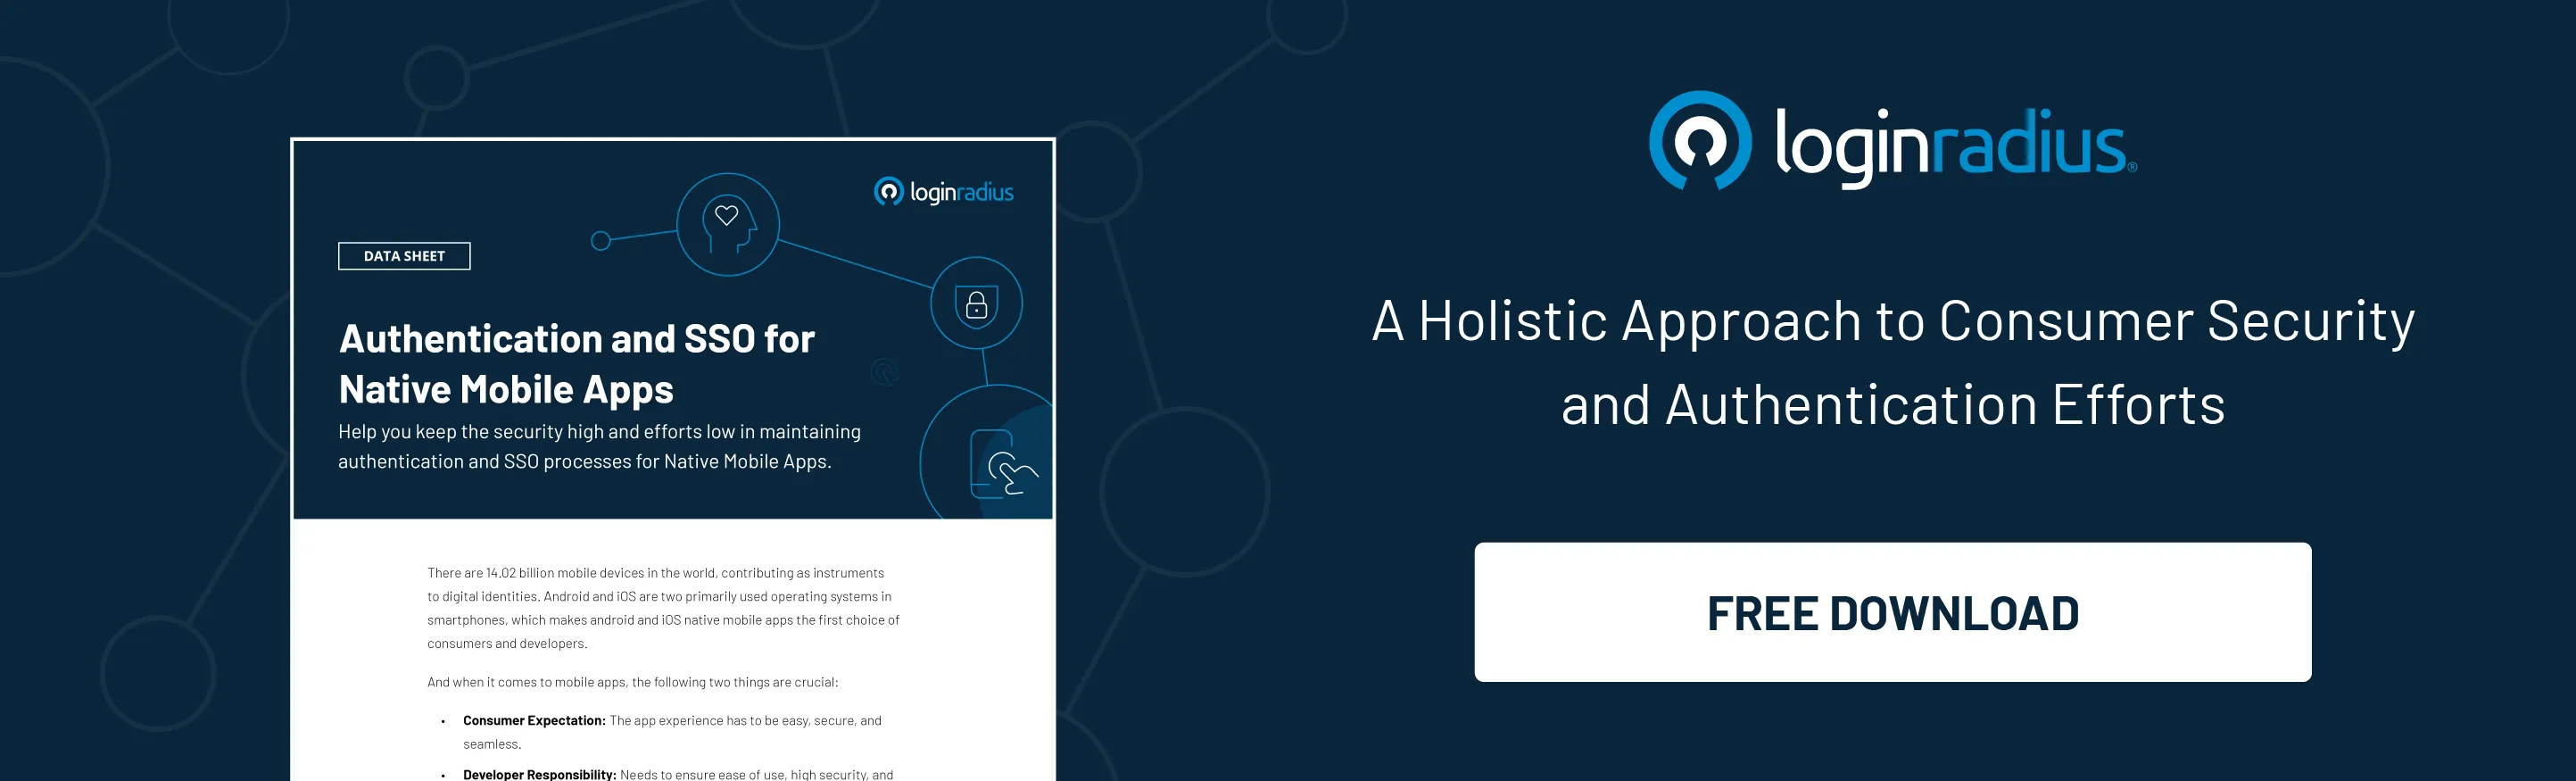 loginradius
DATA SHEET
Authentication and SSO for
Native Mobile Apps
Help you keep the security high and efforts low in maintaining
authentication and SSO processes for Native Mobile Apps.
There are 14.02 billion mobile devices in the world, contributing as instruments
to digital identities. Android and iOS are two primarily used operating systems in
smartphones, which makes android and iOS native mobile apps the first choice of
consumers and developers.
And when it comes to mobile apps, the following two things are crucial:
• Consumer Expectation: The app experience has to be easy, secure, and
seamless.
• Developer Responsibility: Needs to ensure ease of use, high security, and
loginradius®
A Holistic Approach to Consumer Security
and Authentication Efforts
FREE DOWNLOAD